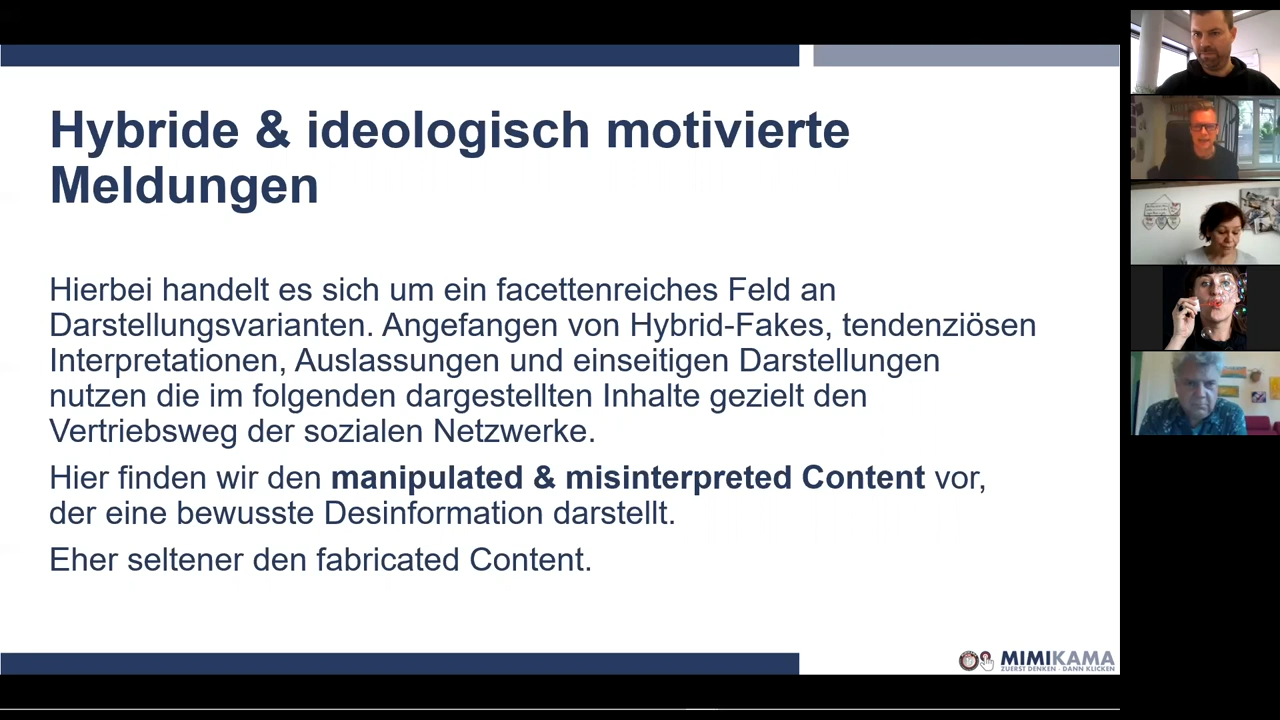 Hybride & ideologisch motivierte
Meldungen
Hierbei handelt es sich um ein facettenreiches Feld an
Darstellungsvarianten. Angefangen von Hybrid-Fakes, tendenziösen
Interpretationen, Auslassungen und einseitigen Darstellungen
nutzen die im folgenden dargestellten Inhalte gezielt den
Vertriebsweg der sozialen Netzwerke.
Hier finden wir den manipulated & misinterpreted Content vor,
der eine bewusste Desinformation darstellt.
Eher seltener den fabricated Content.
MIMIKAMA
ZUERST DENKEN - DANN KLICKEN